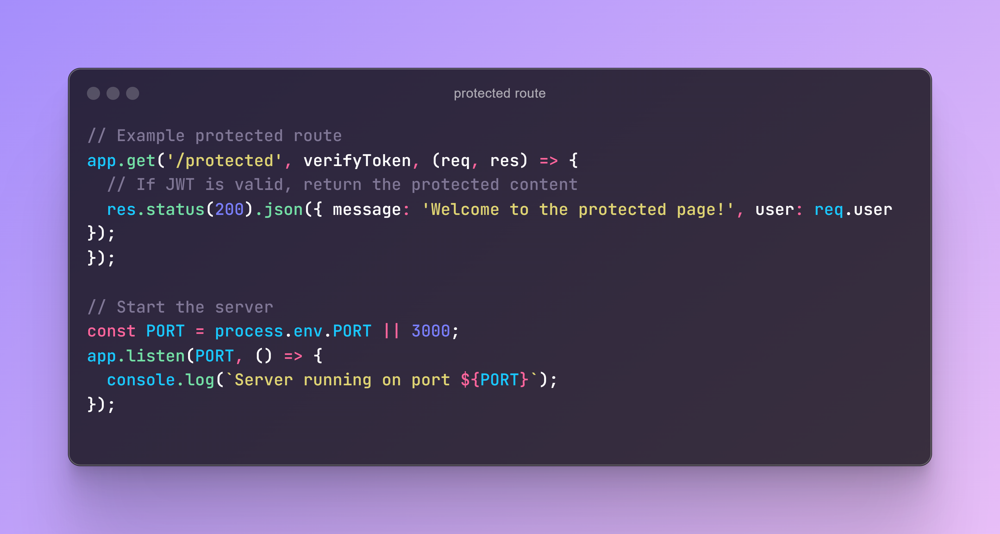 protected route
// Example protected route
app.get('/protected', verifyToken, (req, res) => {
  // If JWT is valid, return the protected content
  res.status(200).json({ message: 'Welcome to the protected page!', user: req.user
});
});

// Start the server
const PORT = process.env.PORT || 3000;
app.listen(PORT, () => {
  console.log(`Server running on port ${PORT}`);
});